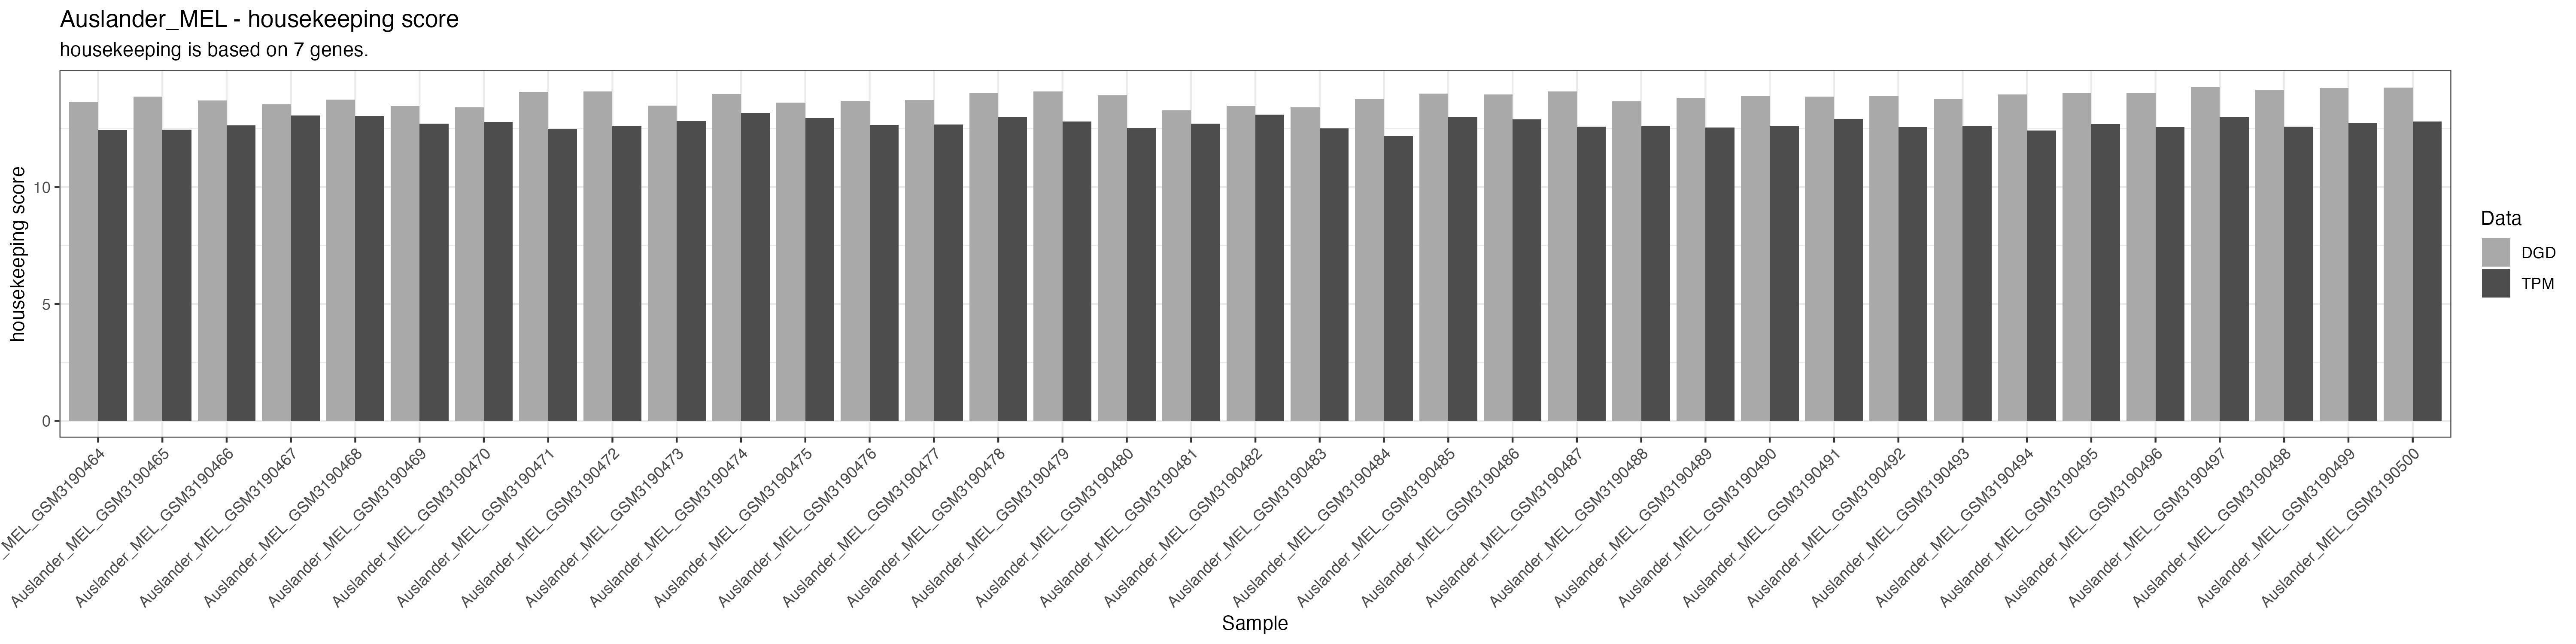 Auslander_MEL - housekeeping score
housekeeping is based on 7 genes.
housekeeping score
10
5
0
_MEL_GSM3190464
Auslander_MEL_GSM3190465
Auslander_MEL_GSM3190466
Auslander_MEL_GSM3190467
Auslander_MEL_GSM3190468
Auslander_MEL_GSM3190469
Auslander_MEL_GSM3190470
Auslander_MEL_GSM3190471
Auslander_MEL_GSM3190472
Auslander_MEL_GSM3190473
Auslander_MEL_GSM3190474
Auslander_MEL_GSM3190475
Auslander_MEL_GSM3190476
Auslander_MEL_GSM3190477
Auslander_MEL_GSM3190478
Auslander_MEL_GSM3190479
Auslander_MEL_GSM3190480
Auslander_MEL_GSM3190481
Auslander_MEL_GSM3190482
Auslander_MEL_GSM3190483
Auslander_MEL_GSM3190484
Auslander_MEL_GSM3190485
Auslander_MEL_GSM3190486
Auslander_MEL_GSM3190487
Auslander_MEL_GSM3190488
Auslander_MEL_GSM3190489
Auslander_MEL_GSM3190490
Auslander_MEL_GSM3190491
Auslander_MEL_GSM3190492
Auslander_MEL_GSM3190493
Auslander_MEL_GSM3190494
Auslander_MEL_GSM3190495
Auslander_MEL_GSM3190496
Auslander_MEL_GSM3190497
Auslander_MEL_GSM3190498
Auslander_MEL_GSM3190499
Auslander_MEL_GSM3190500
Sample
Data
DGD
TPM